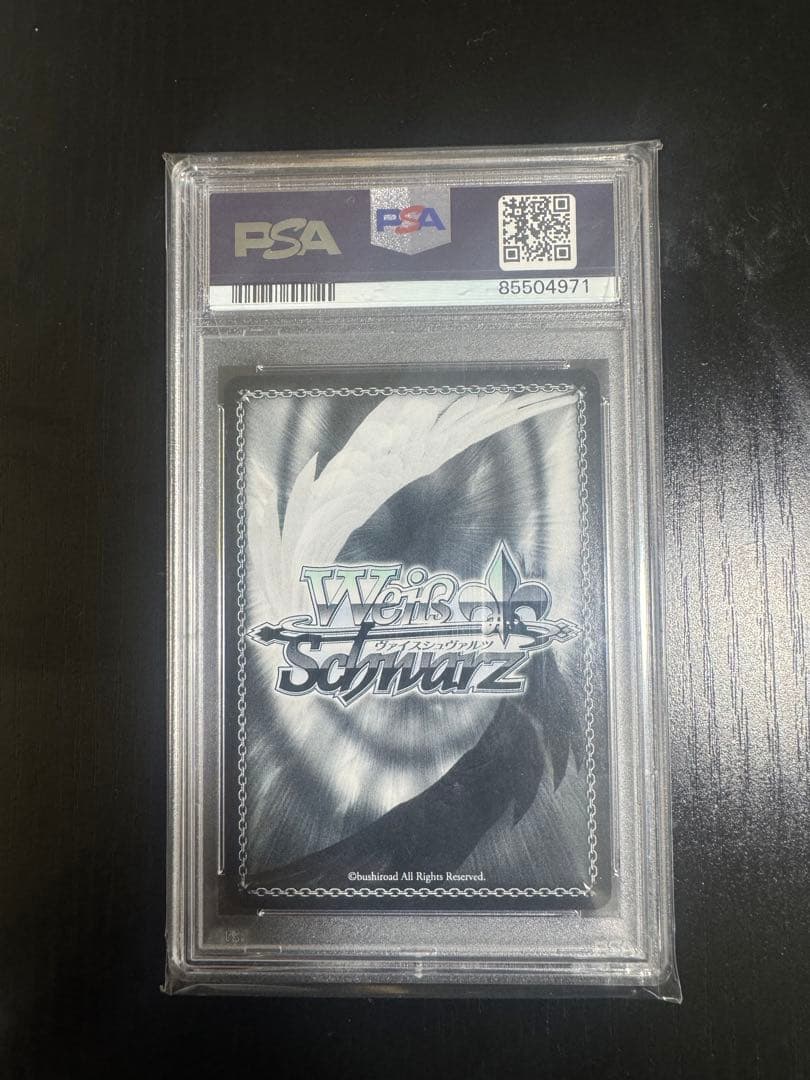 PSA
PSA
85504971
Weiß
ヴァイスシュヴァルツ
Schwarz
©bushiroad All Rights Reserved.